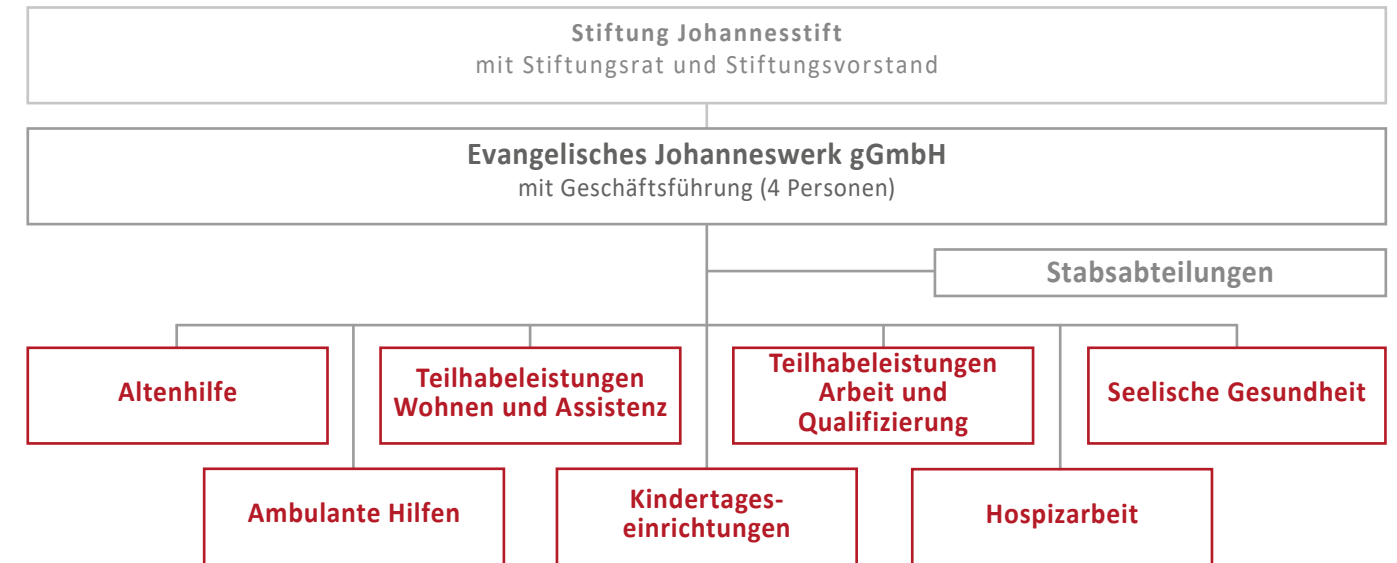 Stiftung Johannesstift
mit Stiftungsrat und Stiftungsvorstand
Evangelisches Johanneswerk gGmbH
mit Geschäftsführung (4 Personen)
Stabsabteilungen
Altenhilfe
Teilhabeleistungen
Wohnen und Assistenz
Teilhabeleistungen
Arbeit und
Qualifizierung
Seelische Gesundheit
Ambulante Hilfen
Kindertages-
einrichtungen
Hospizarbeit